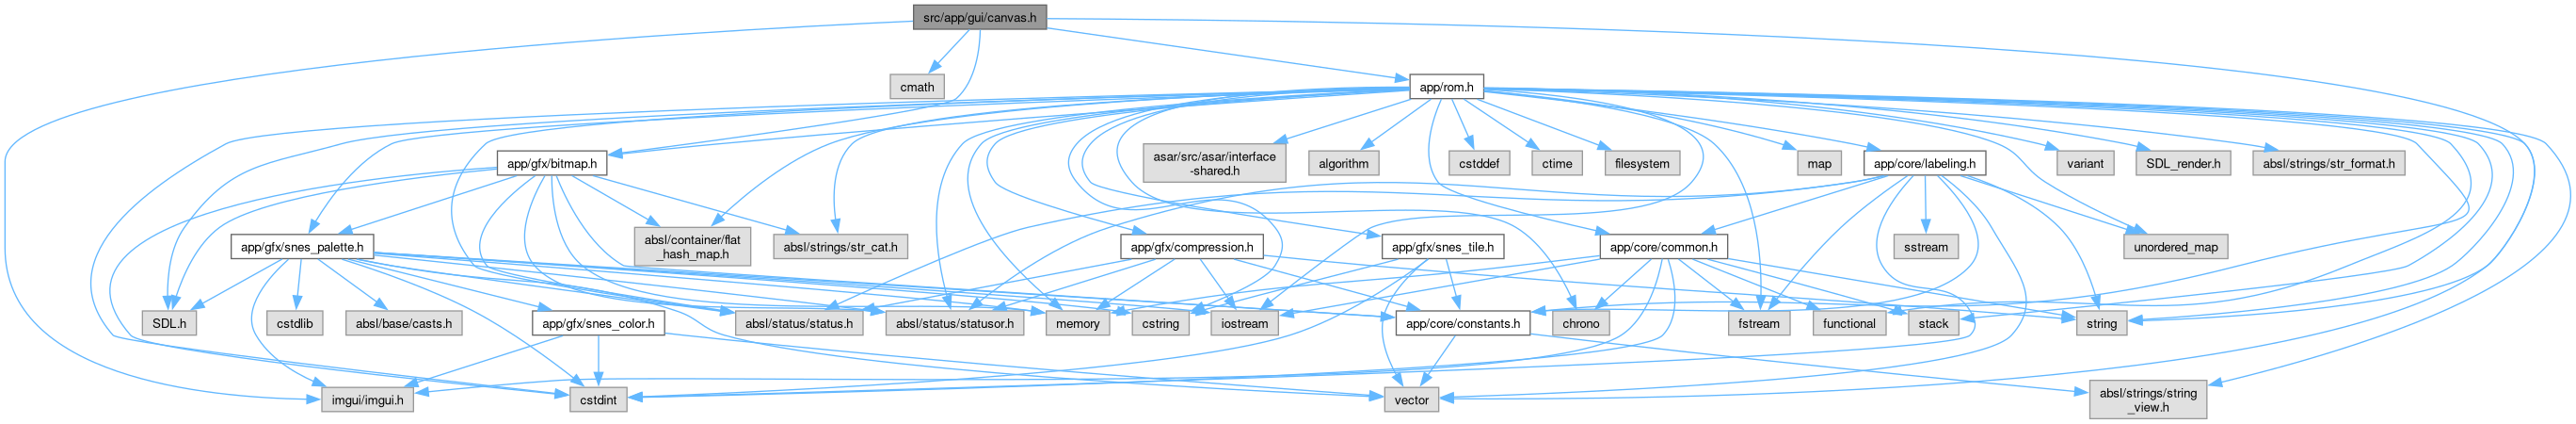 src/app/gui/canvas.h
cmath
app/rom.h
app/gfx/bitmap.h
asar/src/asar/interface
-shared.h
algorithm
cstddef
ctime
filesystem
map
app/core/labeling.h
variant
SDL_render.h
absl/strings/str_format.h
app/gfx/snes_palette.h
absl/container/flat
_hash_map.h
absl/strings/str_cat.h
app/gfx/compression.h
app/gfx/snes_tile.h
app/core/common.h
sstream
unordered_map
SDL.h
cstdlib
absl/base/casts.h
app/gfx/snes_color.h
absl/status/status.h
absl/status/statusor.h
memory
cstring
iostream
app/core/constants.h
chrono
fstream
functional
stack
string
imgui/imgui.h
cstdint
vector
absl/strings/string
_view.h